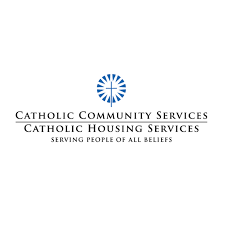 CATHOLIC COMMUNITY SERVICES
CATHOLIC HOUSING SERVICES
SERVING PEOPLE OF ALL BELIEFS